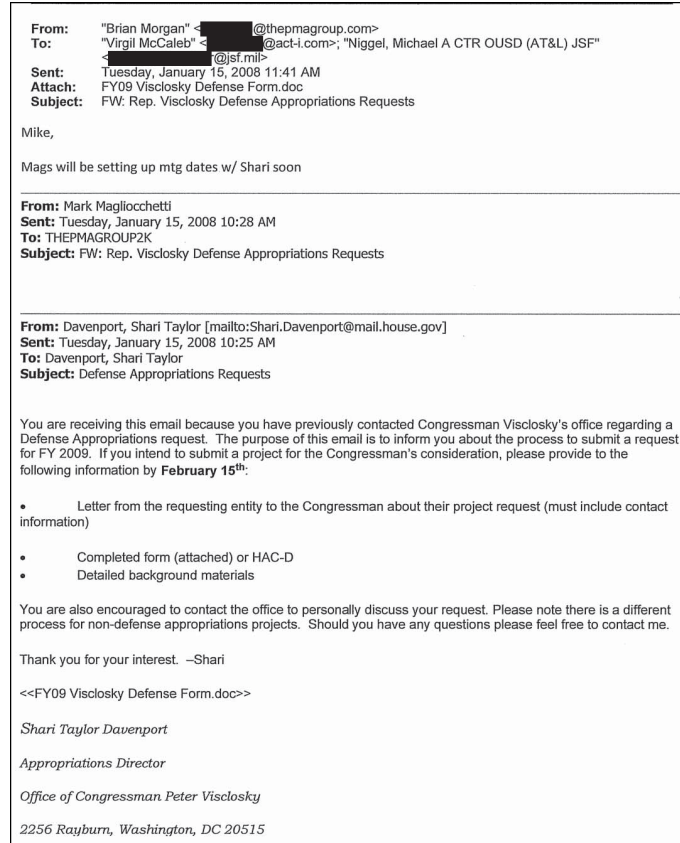 From: "Brian Morgan" < @thepmagroup.com>
To: "Virgil McCaleb" < @act-i.com>; "Niggel, Michael A CTR OUSD (AT&L) JSF"
< r@jsf.mil>
Sent: Tuesday, January 15, 2008 11:41 AM
Attach: FY09 Visclosky Defense Form.doc
Subject: FW: Rep. Visclosky Defense Appropriations Requests
Mike,
Mags will be setting up mtg dates w/ Shari soon
From: Mark Magliocchetti
Sent: Tuesday, January 15, 2008 10:28 AM
To: THEPMAGROUP2K
Subject: FW: Rep. Visclosky Defense Appropriations Requests
From: Davenport, Shari Taylor [mailto:Shari.Davenport@mail.house.gov]
Sent: Tuesday, January 15, 2008 10:25 AM
To: Davenport, Shari Taylor
Subject: Defense Appropriations Requests
You are receiving this email because you have previously contacted Congressman Visclosky's office regarding a
Defense Appropriations request. The purpose of this email is to inform you about the process to submit a request
for FY 2009. If you intend to submit a project for the Congressman's consideration, please provide to the
following information by February 15th:
• Letter from the requesting entity to the Congressman about their project request (must include contact
information)
• Completed form (attached) or HAC-D
• Detailed background materials
You are also encouraged to contact the office to personally discuss your request. Please note there is a different
process for non-defense appropriations projects. Should you have any questions please feel free to contact me.
Thank you for your interest. –Shari
<<FY09 Visclosky Defense Form.doc>>
Shari Taylor Davenport
Appropriations Director
Office of Congressman Peter Visclosky
2256 Rayburn, Washington, DC 20515